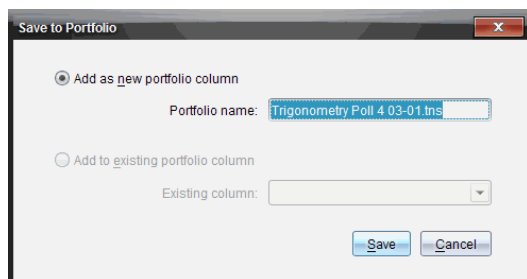 Save to Portfolio
Add as new portfolio column
Portfolio name: Trigonometry Poll 4 03-01.tns
Add to existing portfolio column
Existing column:
Save Cancel